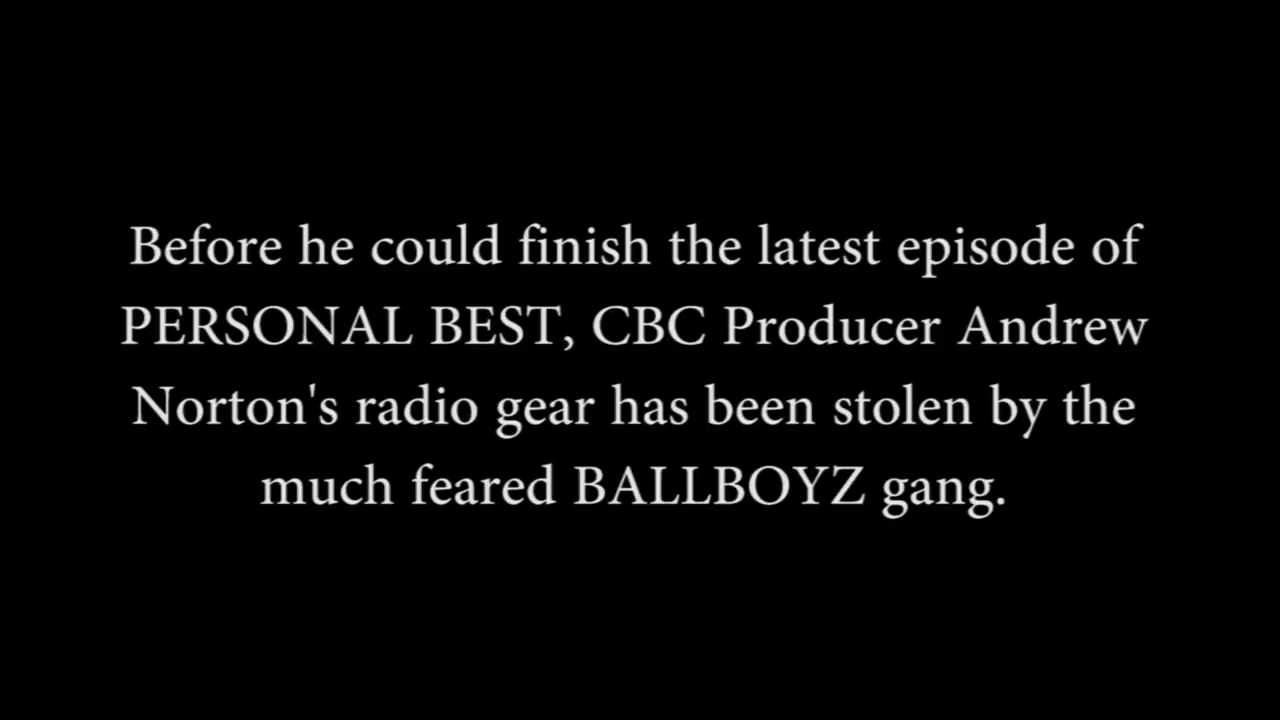 Before he could finish the latest episode of
PERSONAL BEST, CBC Producer Andrew
Norton's radio gear has been stolen by the
much feared BALLBOYZ gang.